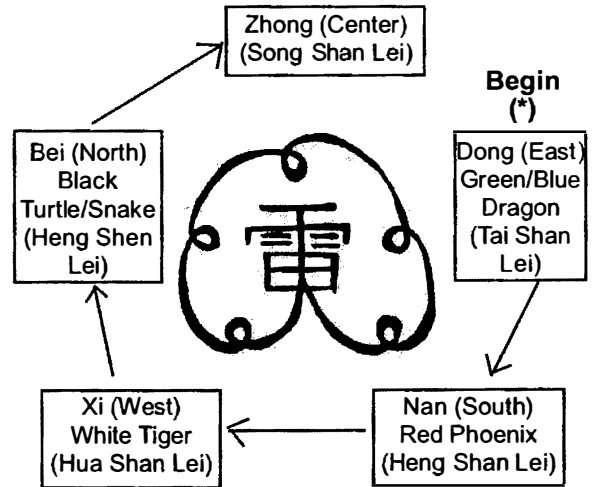 Zhong (Center)
(Song Shan Lei)
Begin
(*)
Dong (East)
Green/Blue
Dragon
(Tai Shan
Lei)
Nan (South)
Red Phoenix
(Heng Shan Lei)
Xi (West)
White Tiger
(Hua Shan Lei)
Bei (North)
Black
Turtle/Snake
(Heng Shen
Lei)
雷